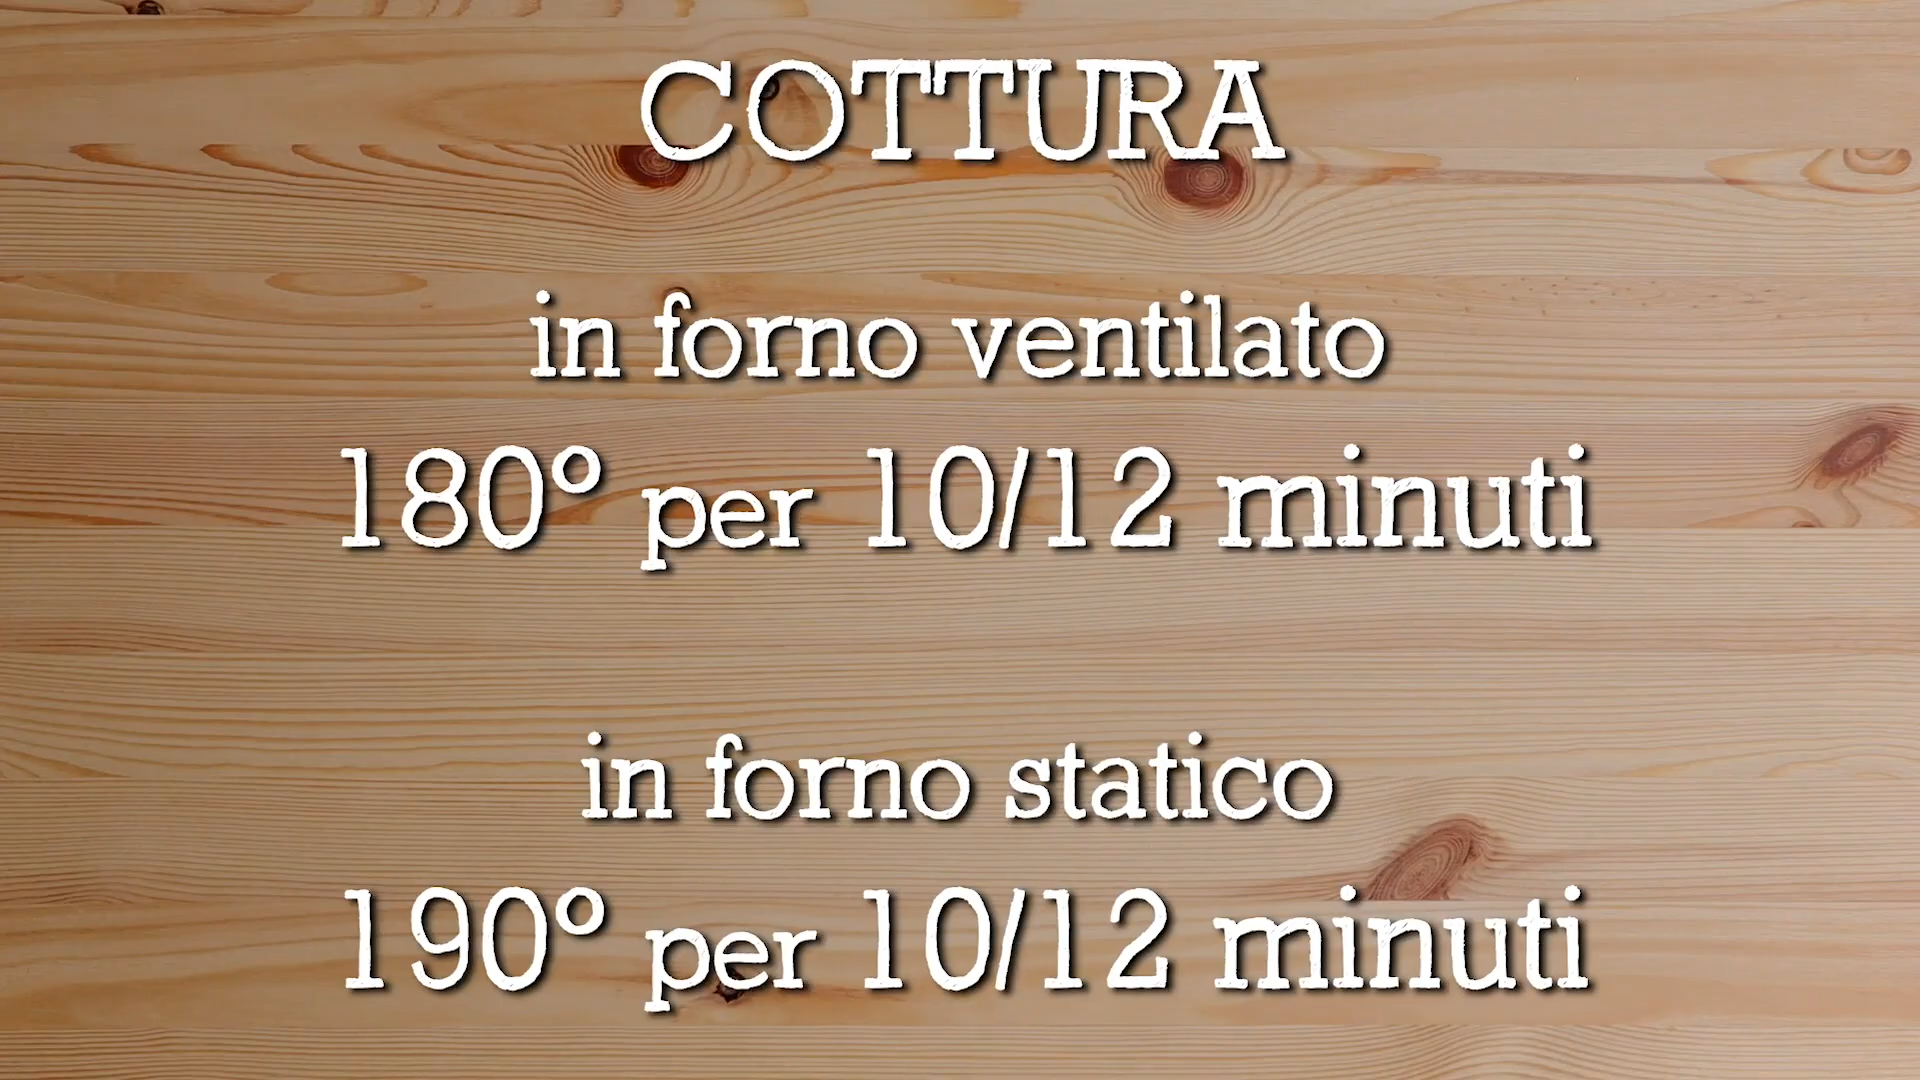 COTTURA
in forno ventilato
180° per 10/12 minuti
in forno statico
190° per 10/12 minuti